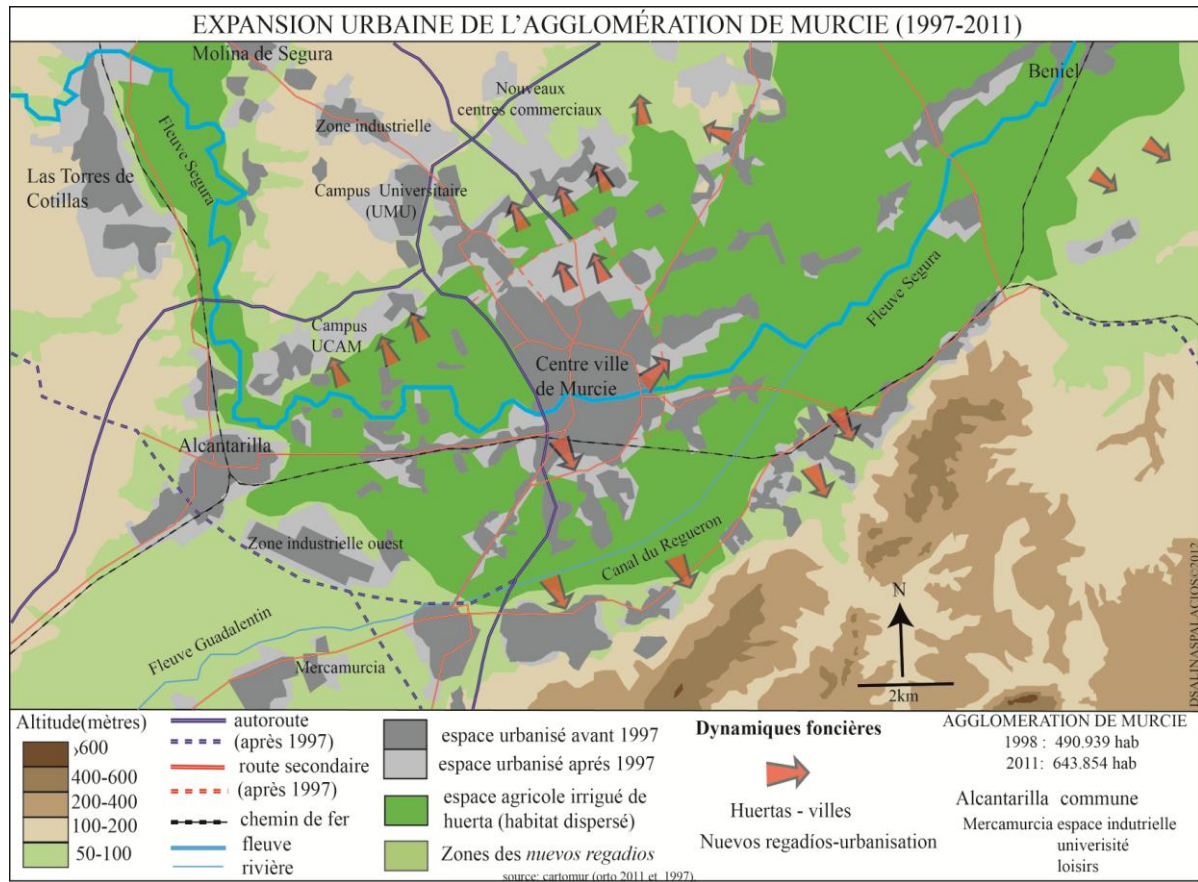 EXPANSION URBAINE DE L'AGGLOMÉRATION DE MURCIE (1997-2011)
Molina de Segura
Beniel
Nouveaux
centres commerciaux
Zone industrielle
Fleuve Segura
Las Torres de
Cotillas
Campus Universitaire
(UMU)
Fleuve Segura
Campus
UCAM
Centre ville
de Murcie
Alcantarilla
Zone industrielle ouest
Canal du Regueron
Fleuve Guadalentin
Mercamurcia
N
2km
DSALINASPALACIOS©2012
Altitude(mètres)
›600
400-600
200-400
100-200
50-100
autoroute
(après 1997)
route secondaire
(après 1997)
chemin de fer
fleuve
rivière
espace urbanisé avant 1997
espace urbanisé aprés 1997
espace agricole irrigué de
huerta (habitat dispersé)
Zones des nuevos regadios
source: cartomur (orto 2011 et 1997).
Dynamiques foncières
Huertas - villes
Nuevos regadíos-urbanisation
AGGLOMERATION DE MURCIE
1998 : 490.939 hab
2011: 643.854 hab
Alcantarilla commune
Mercamurcia espace indutrielle
univerisité
loisirs